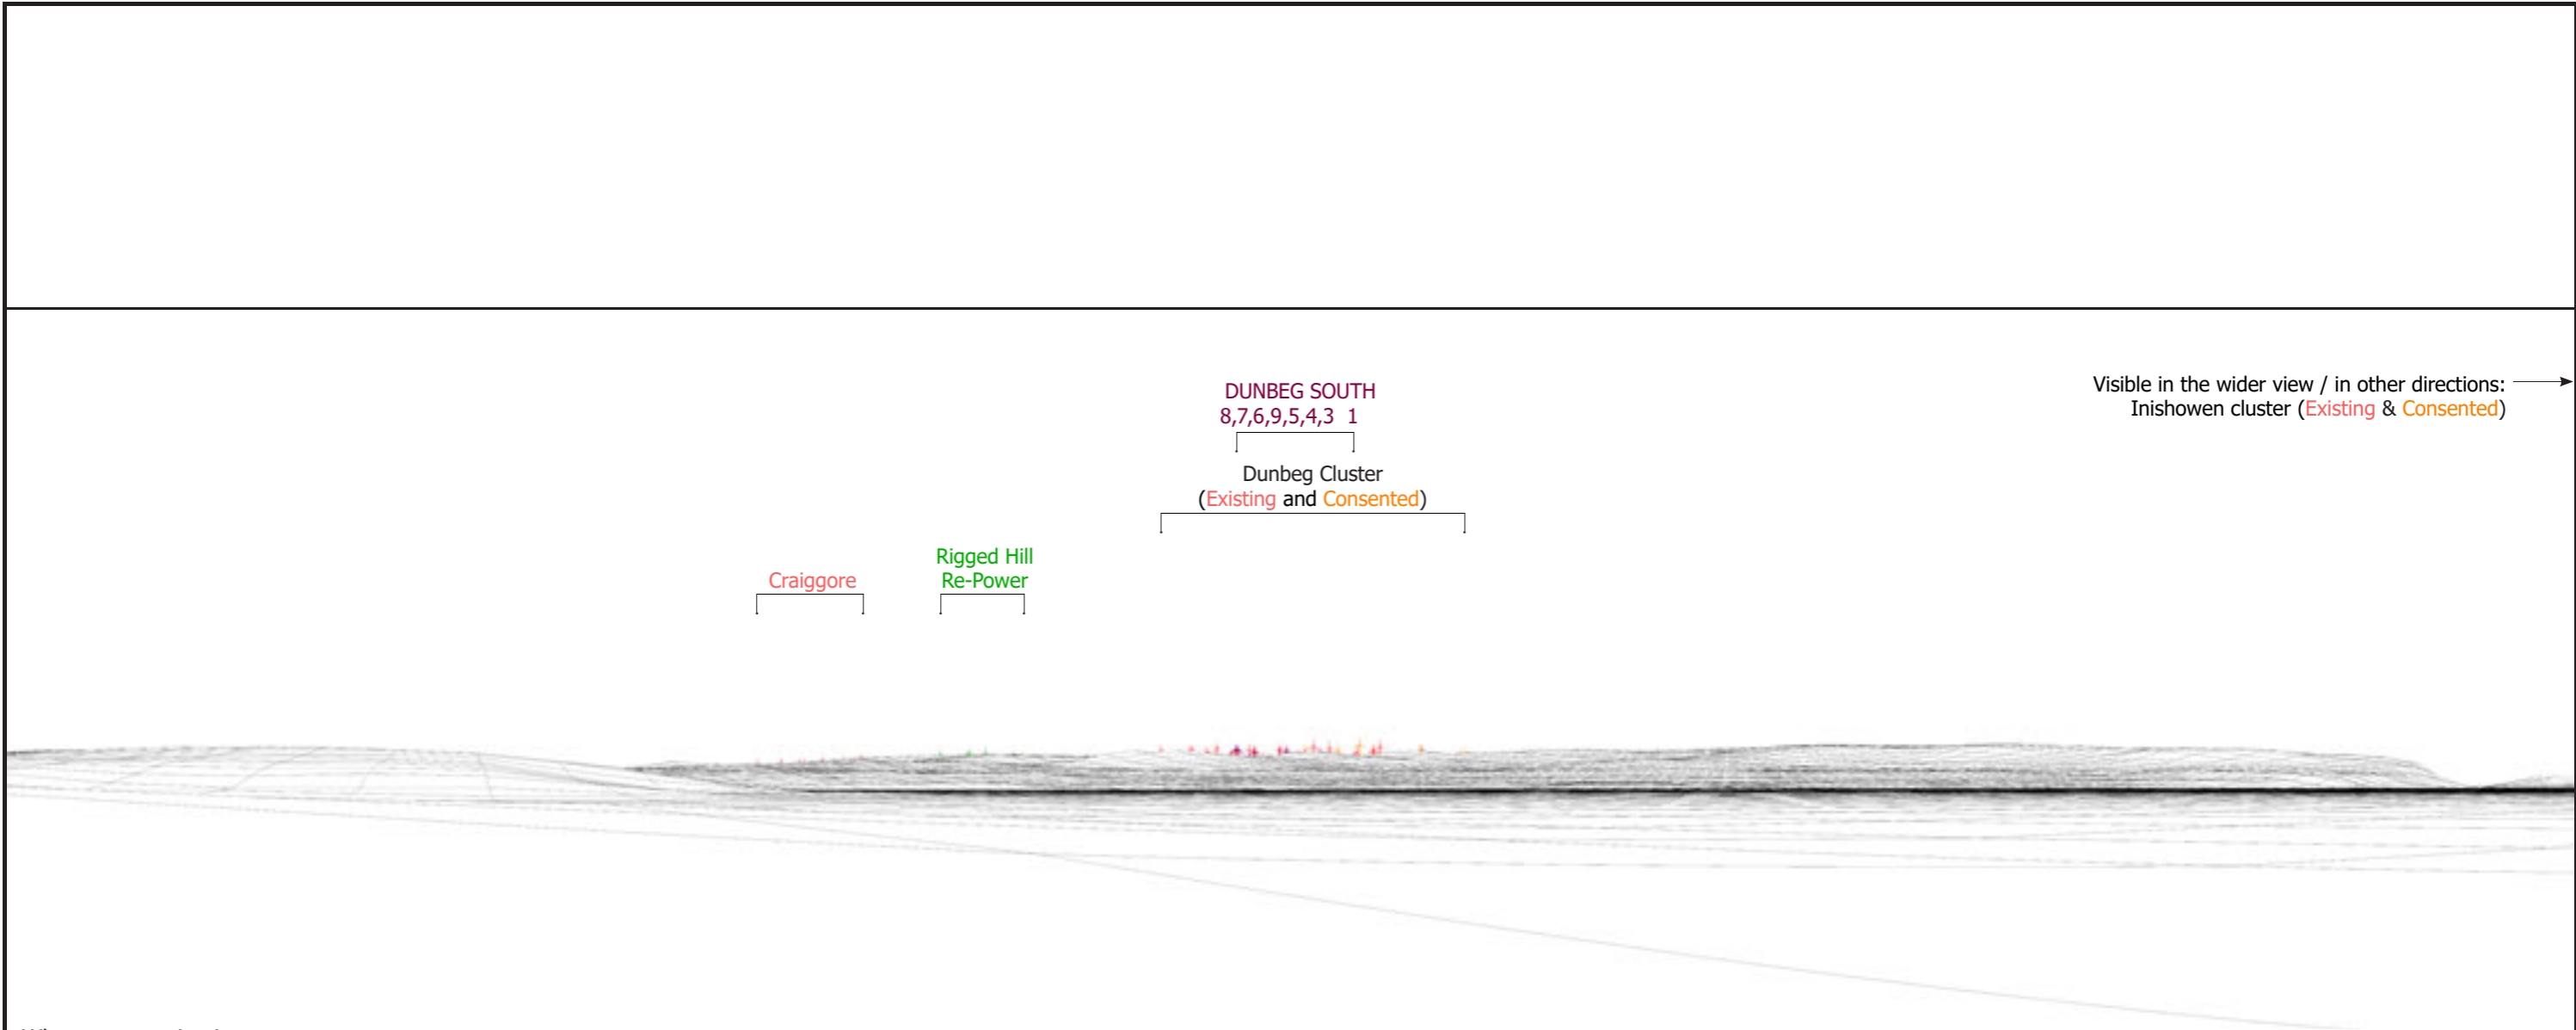 DUNBEG SOUTH
8,7,6,9,5,4,3 1
Visible in the wider view / in other directions:
Inishowen cluster (Existing & Consented)
Dunbeg Cluster
(Existing and Consented)
Rigged Hill
Re-Power
Craiggore